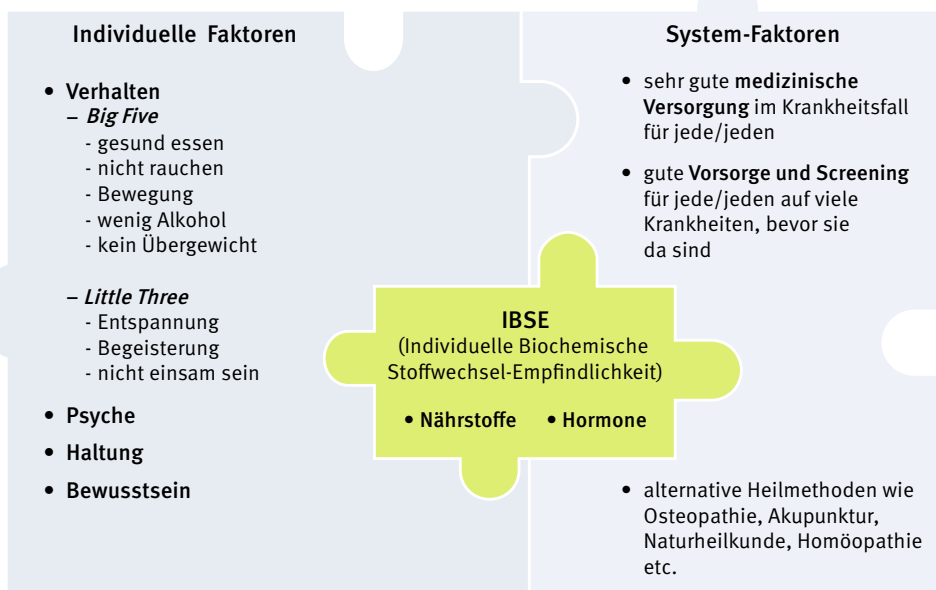 Individuelle Faktoren
• Verhalten
– Big Five
- gesund essen
- nicht rauchen
- Bewegung
- wenig Alkohol
- kein Übergewicht
– Little Three
- Entspannung
- Begeisterung
- nicht einsam sein
• Psyche
• Haltung
• Bewusstsein
IBSE
(Individuelle Biochemische
Stoffwechsel-Empfindlichkeit)
• Nährstoffe • Hormone
System-Faktoren
• sehr gute medizinische
Versorgung im Krankheitsfall
für jede/jeden
• gute Vorsorge und Screening
für jede/jeden auf viele
Krankheiten, bevor sie
da sind
• alternative Heilmethoden wie
Osteopathie, Akupunktur,
Naturheilkunde, Homöopathie
etc.